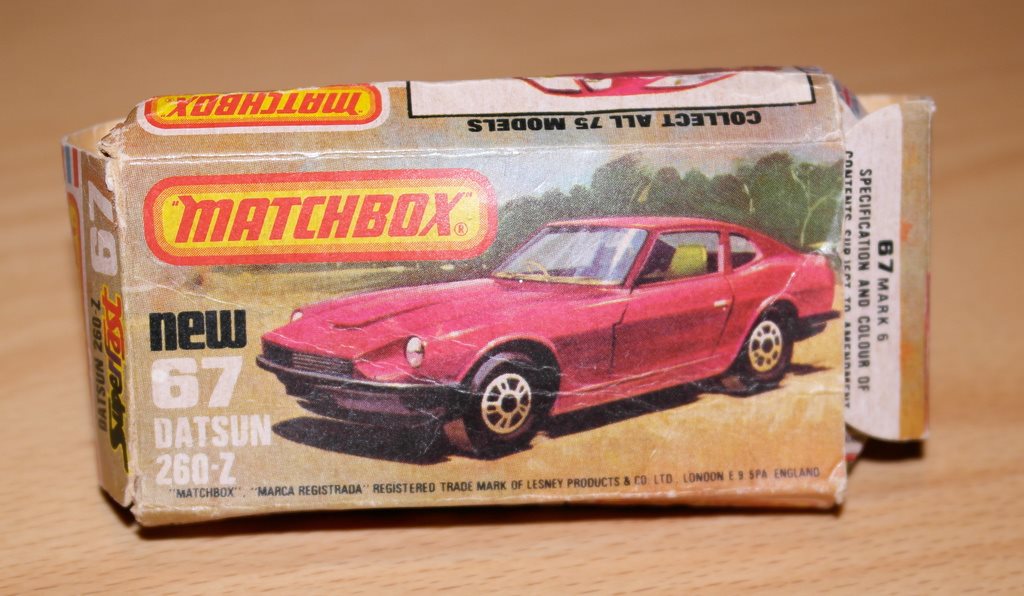 "MATCHBOX"
COLLECT ALL 75 MODELS
"MATCHBOX"®
new
67
DATSUN
260-Z
"MATCHBOX", "MARCA REGISTRADA" REGISTERED TRADE MARK OF LESNEY PRODUCTS & CO. LTD., LONDON E 9 5PA ENGLAND
67
DATSUN 260-Z
67 MARK 6
SPECIFICATION AND COLOUR OF
CONTENTS SUBJECT TO AMENDMENT